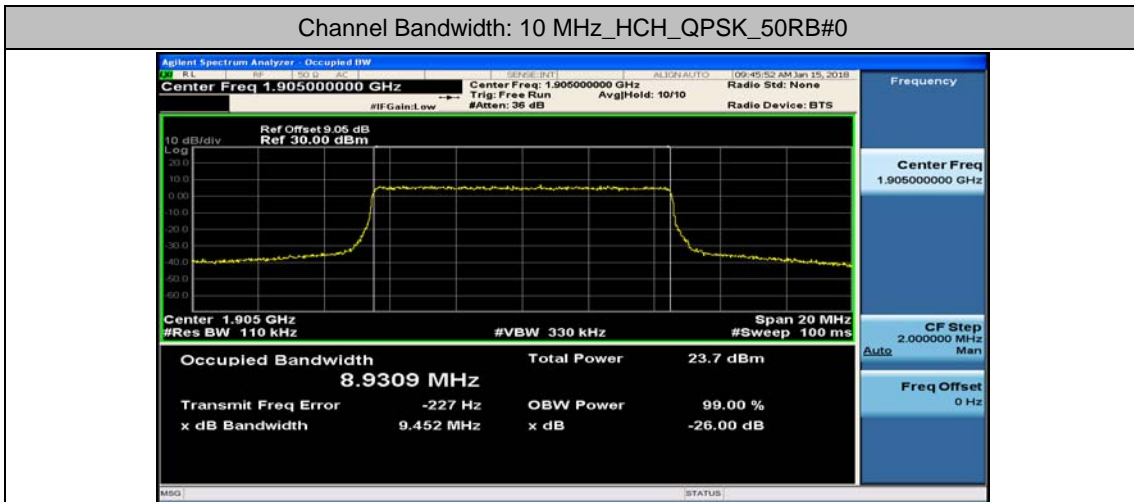 Channel Bandwidth: 10 MHz_HCH_QPSK_50RB#0
Agilent Spectrum Analyzer - Occupied BW
LXI RL RF 50 Ω AC SENSE:INT ALIGNAUTO 09:45:52 AM Jan 15, 2018
Center Freq 1.905000000 GHz Center Freq: 1.905000000 GHz Radio Std: None Frequency
Trig: Free Run Avg|Hold: 10/10
#IFGain:Low #Atten: 36 dB Radio Device: BTS
Ref Offset 9.05 dB
10 dB/div Ref 30.00 dBm
Log
20.0
10.0
0.00
-10.0
-20.0
-30.0
-40.0
-50.0
-60.0
Center Freq
1.905000000 GHz
Center 1.905 GHz Span 20 MHz
#Res BW 110 kHz #VBW 330 kHz #Sweep 100 ms
CF Step
2.000000 MHz
Auto Man
Occupied Bandwidth Total Power 23.7 dBm
8.9309 MHz
Freq Offset
0 Hz
Transmit Freq Error -227 Hz OBW Power 99.00 %
x dB Bandwidth 9.452 MHz x dB -26.00 dB
MSG STATUS